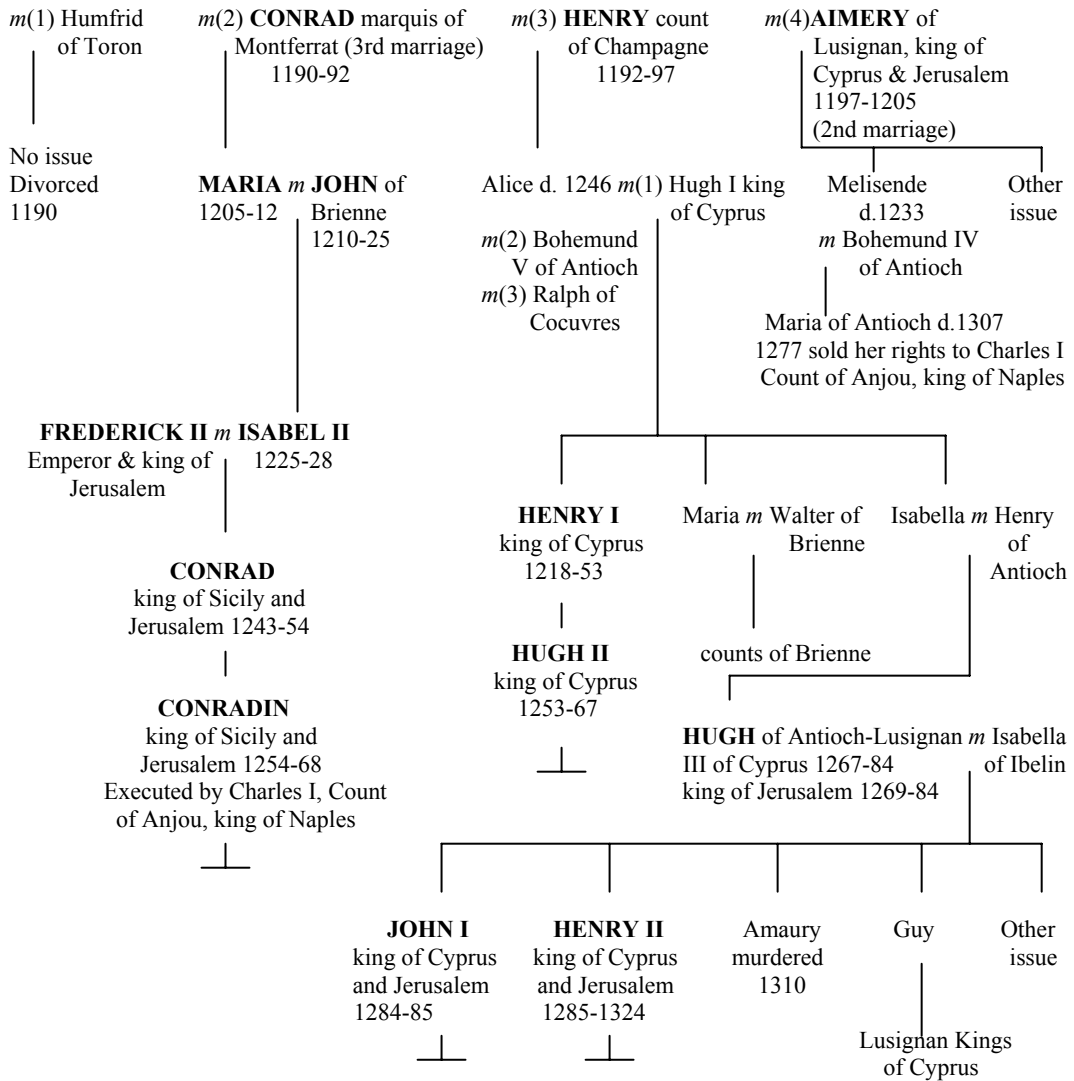 m(1) Humfrid
of Toron
No issue
Divorced
1190
m(2) CONRAD marquis of
Montferrat (3rd marriage)
1190-92
m(3) HENRY count
of Champagne
1192-97
m(4)AIMERY of
Lusignan, king of
Cyprus & Jerusalem
1197-1205
(2nd marriage)
MARIA m JOHN of
1205-12 Brienne
1210-25
Alice d. 1246 m(1) Hugh I king
of Cyprus
m(2) Bohemund
V of Antioch
m(3) Ralph of
Cocuvres
Melisende
d.1233
m Bohemund IV
of Antioch
Other
issue
Maria of Antioch d.1307
1277 sold her rights to Charles I
Count of Anjou, king of Naples
FREDERICK II m ISABEL II
Emperor & king of 1225-28
Jerusalem
CONRAD
king of Sicily and
Jerusalem 1243-54
CONRADIN
king of Sicily and
Jerusalem 1254-68
Executed by Charles I, Count
of Anjou, king of Naples
HENRY I
king of Cyprus
1218-53
HUGH II
king of Cyprus
1253-67
Maria m Walter of
Brienne
counts of Brienne
Isabella m Henry
of
Antioch
HUGH of Antioch-Lusignan m Isabella
III of Cyprus 1267-84 of Ibelin
king of Jerusalem 1269-84
JOHN I
king of Cyprus
and Jerusalem
1284-85
HENRY II
king of Cyprus
and Jerusalem
1285-1324
Amaury
murdered
1310
Guy
Other
issue
Lusignan Kings
of Cyprus